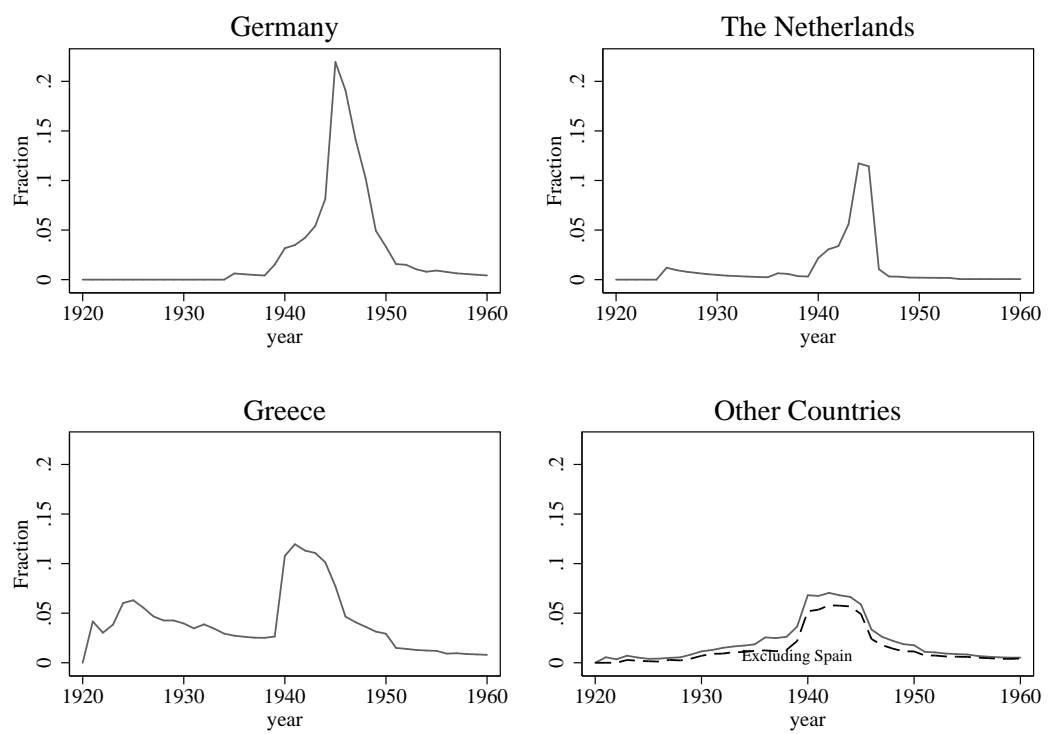 Germany
Fraction
0 .05 .1 .15 .2
1920 1930 1940 1950 1960
year
The Netherlands
Fraction
0 .05 .1 .15 .2
1920 1930 1940 1950 1960
year
Greece
Fraction
0 .05 .1 .15 .2
1920 1930 1940 1950 1960
year
Other Countries
0 .05 .1 .15 .2
Excluding Spain
1920 1930 1940 1950 1960
year